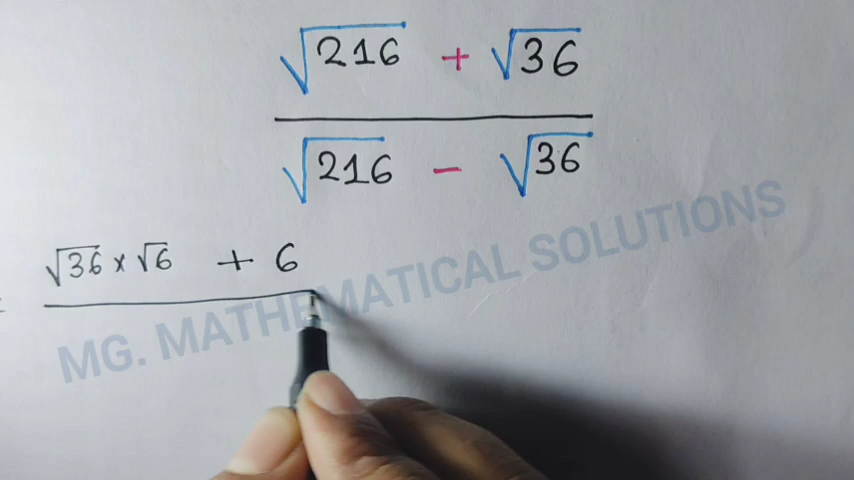 √216 + √36
√216 - √36
√36 × √6 + 6
MG. MATHEMATICAL SOLUTIONS